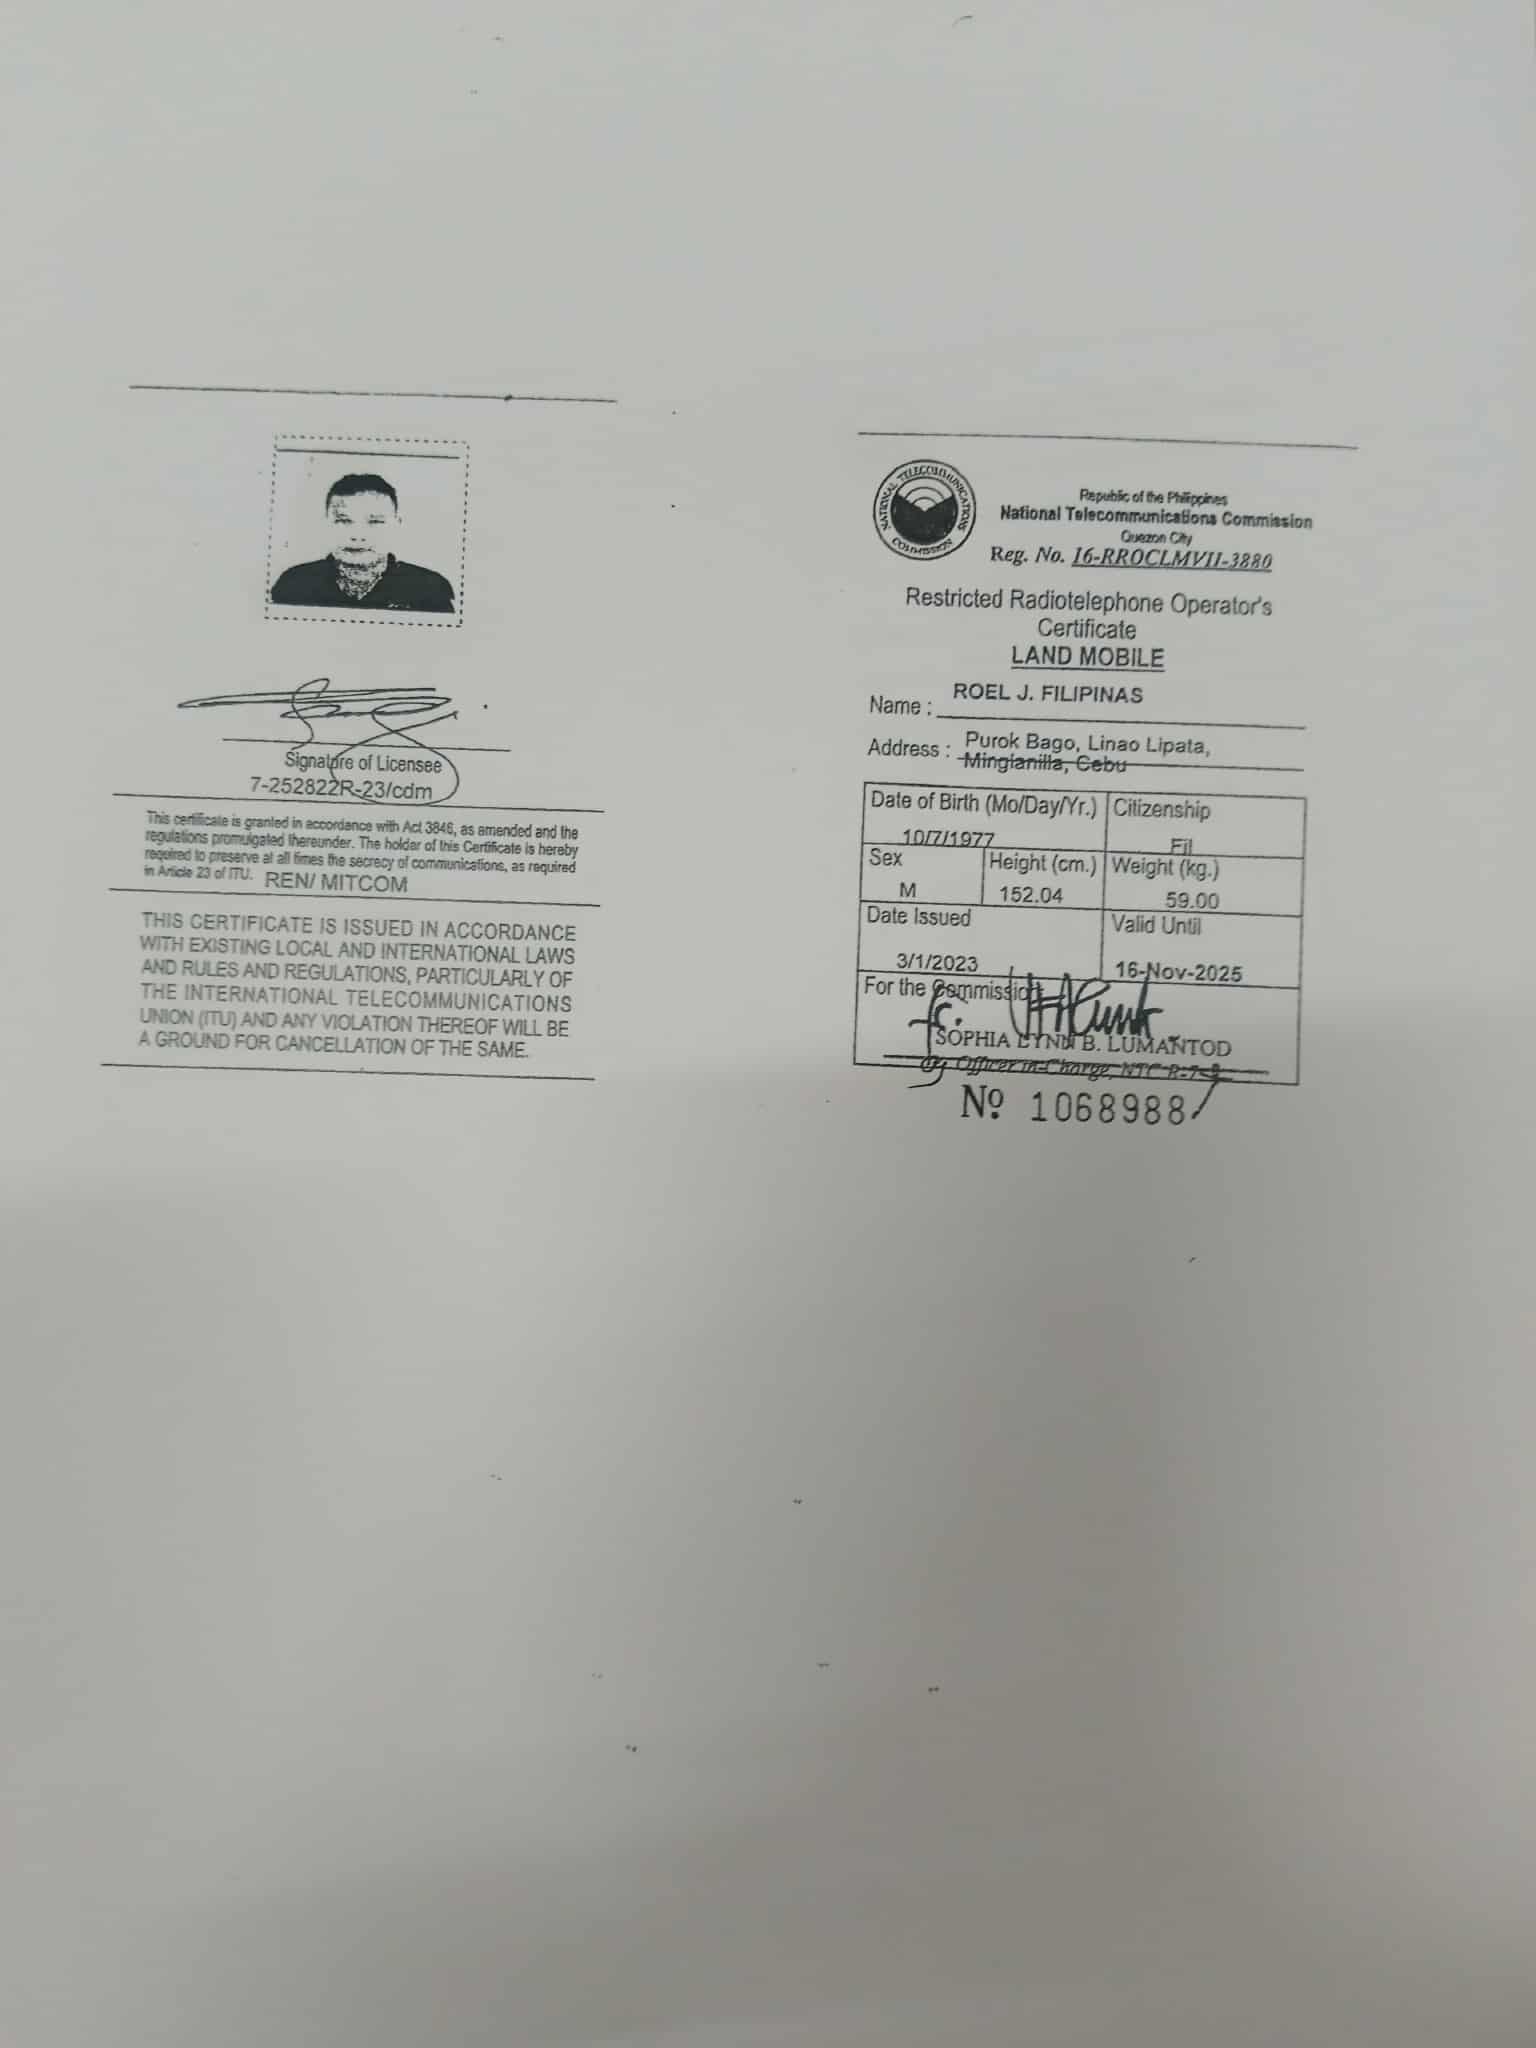 Signature of Licensee
7-252822R-23/cdm
This certificate is granted in accordance with Act 3846, as amended and the
regulations promulgated thereunder. The holder of this Certificate is hereby
required to preserve at all times the secrecy of communications, as required
in Article 23 of ITU. REN/ MITCOM
THIS CERTIFICATE IS ISSUED IN ACCORDANCE
WITH EXISTING LOCAL AND INTERNATIONAL LAWS
AND RULES AND REGULATIONS, PARTICULARLY OF
THE INTERNATIONAL TELECOMMUNICATIONS
UNION (ITU) AND ANY VIOLATION THEREOF WILL BE
A GROUND FOR CANCELLATION OF THE SAME.
NATIONAL TELECOMMUNICATIONS COMMISSION
Republic of the Philippines
National Telecommunications Commission
Quezon City
Reg. No. 16-RROCLMVII-3880
Restricted Radiotelephone Operator's
Certificate
LAND MOBILE
Name : ROEL J. FILIPINAS
Address : Purok Bago, Linao Lipata,
Minglanilla, Cebu
Date of Birth (Mo/Day/Yr.) Citizenship
10/7/1977 Fil
Sex Height (cm.) Weight (kg.)
M 152.04 59.00
Date Issued Valid Until
3/1/2023 16-Nov-2025
For the Commission
SOPHIA LYNN B. LUMANTOD
Officer in-Charge, NTC R-7
Nº 1068988